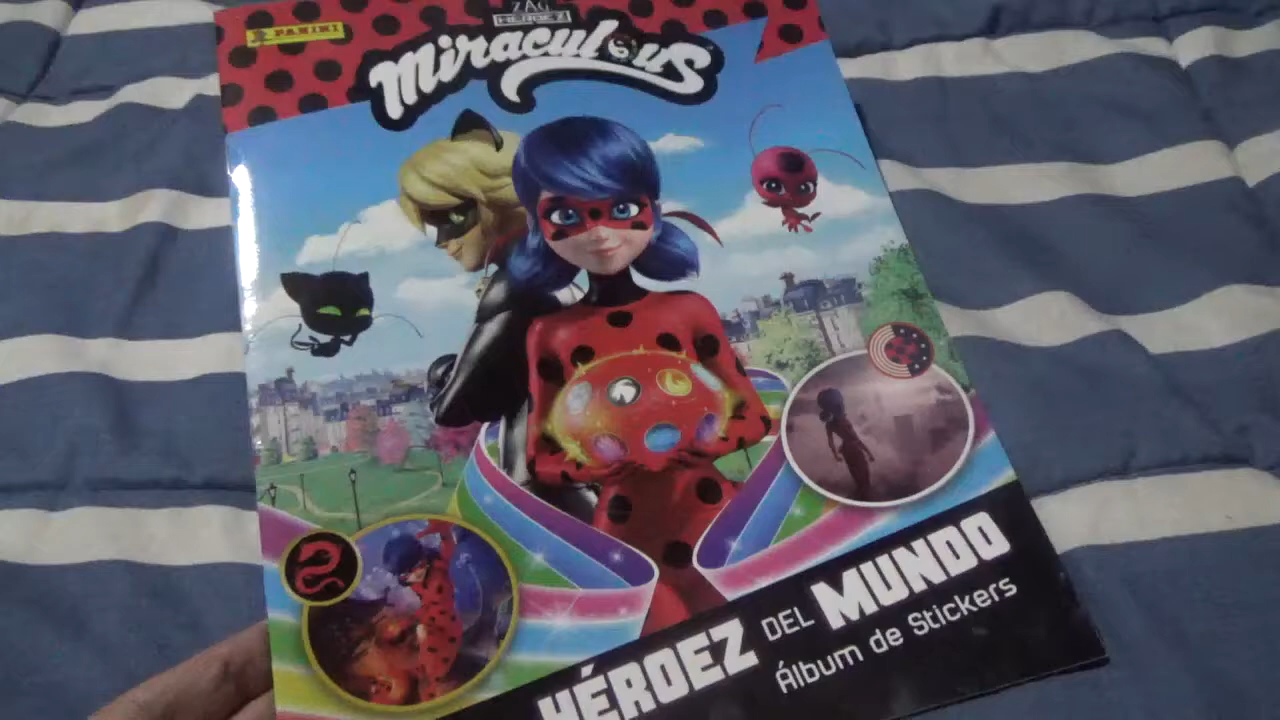 PANINI
ZAG
HEROEZ
Miraculous
HÉROEZ DEL MUNDO
Álbum de Stickers